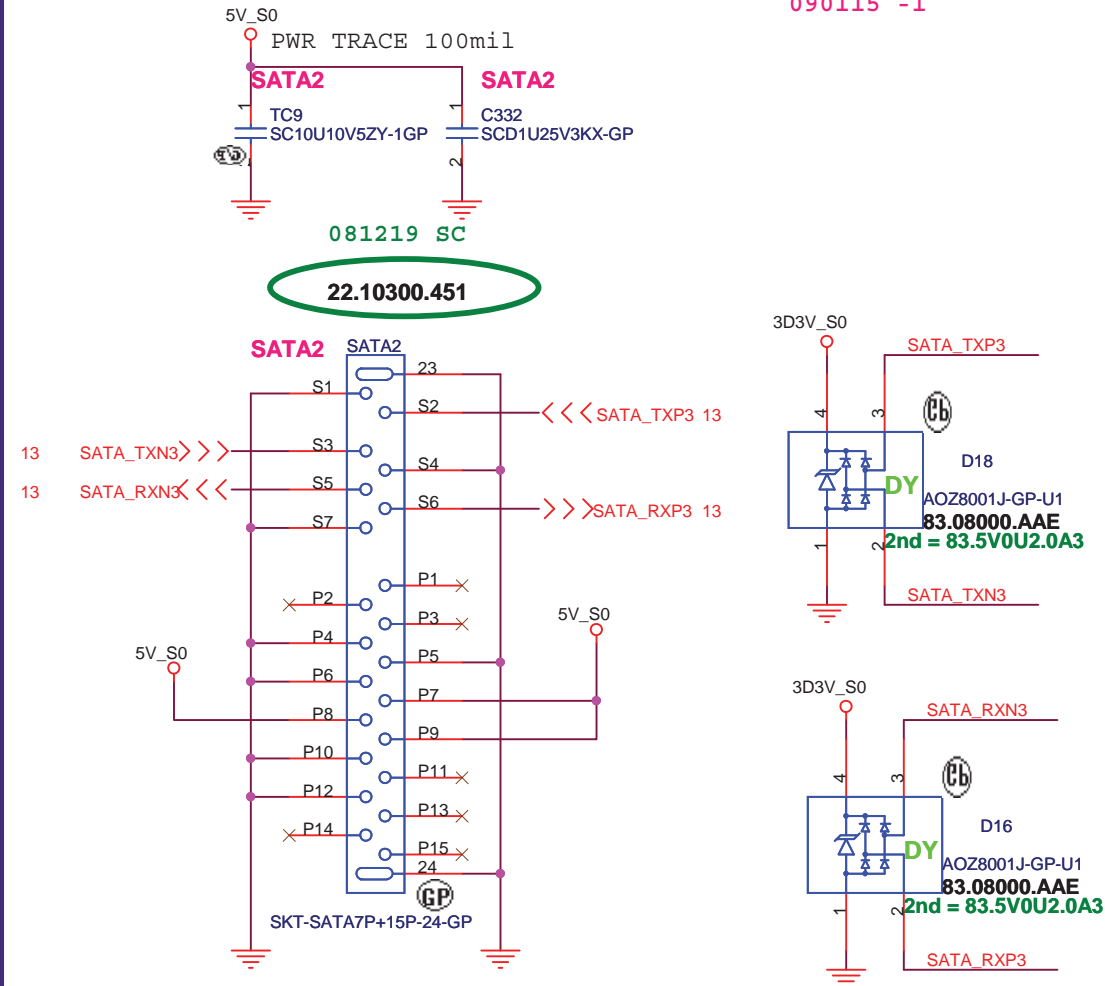 090115 -1
5V_S0
PWR TRACE 100mil
SATA2
SATA2
1
TC9
SC10U10V5ZY-1GP
1
C332
SCD1U25V3KX-GP
2
081219 SC
22.10300.451
SATA2
SATA2
23
S1
S2
SATA_TXP3 13
13 SATA_TXN3
S3
S4
13 SATA_RXN3
S5
S6
SATA_RXP3 13
S7
P1
P2
P3
P4
P5
5V_S0
P6
5V_S0
P7
P8
P9
P10
P11
P12
P13
P14
P15
24
GP
SKT-SATA7P+15P-24-GP
3D3V_S0
SATA_TXP3
4
3
D18
DY
AOZ8001J-GP-U1
83.08000.AAE
2nd = 83.5V0U2.0A3
1
2
SATA_TXN3
3D3V_S0
SATA_RXN3
4
3
D16
DY
AOZ8001J-GP-U1
83.08000.AAE
2nd = 83.5V0U2.0A3
1
2
SATA_RXP3